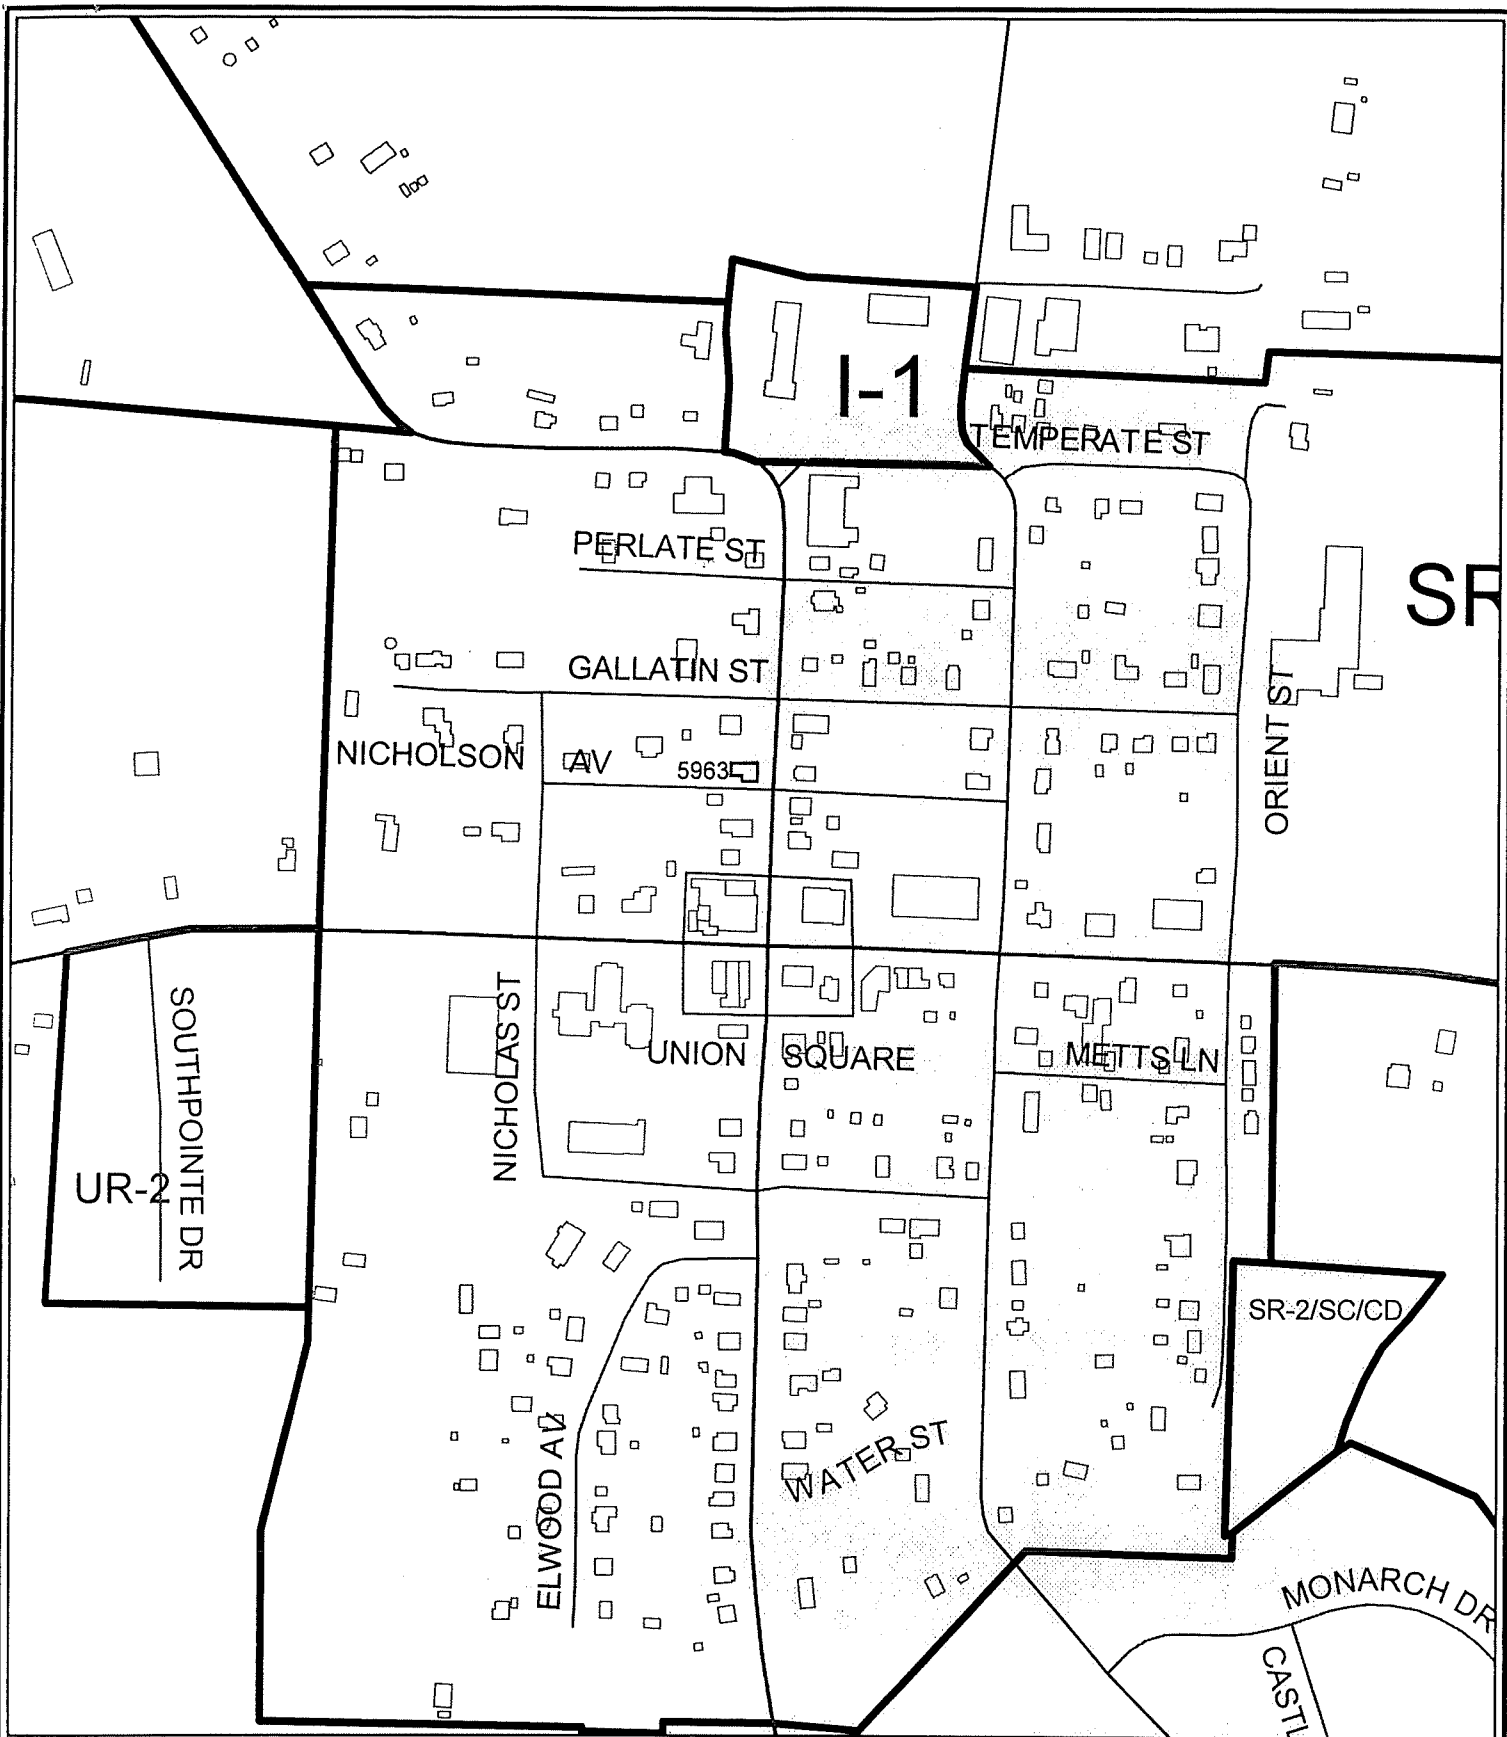 I-1
TEMPERATE ST
PERLATE ST
SR
GALLATIN ST
ORIENT ST
NICHOLSON AV
5963
SOUTHPOINTE DR
NICHOLAS ST
UNION SQUARE
METTS LN
UR-2
SR-2/SC/CD
ELWOOD AV
WATER ST
MONARCH DR
CASTL